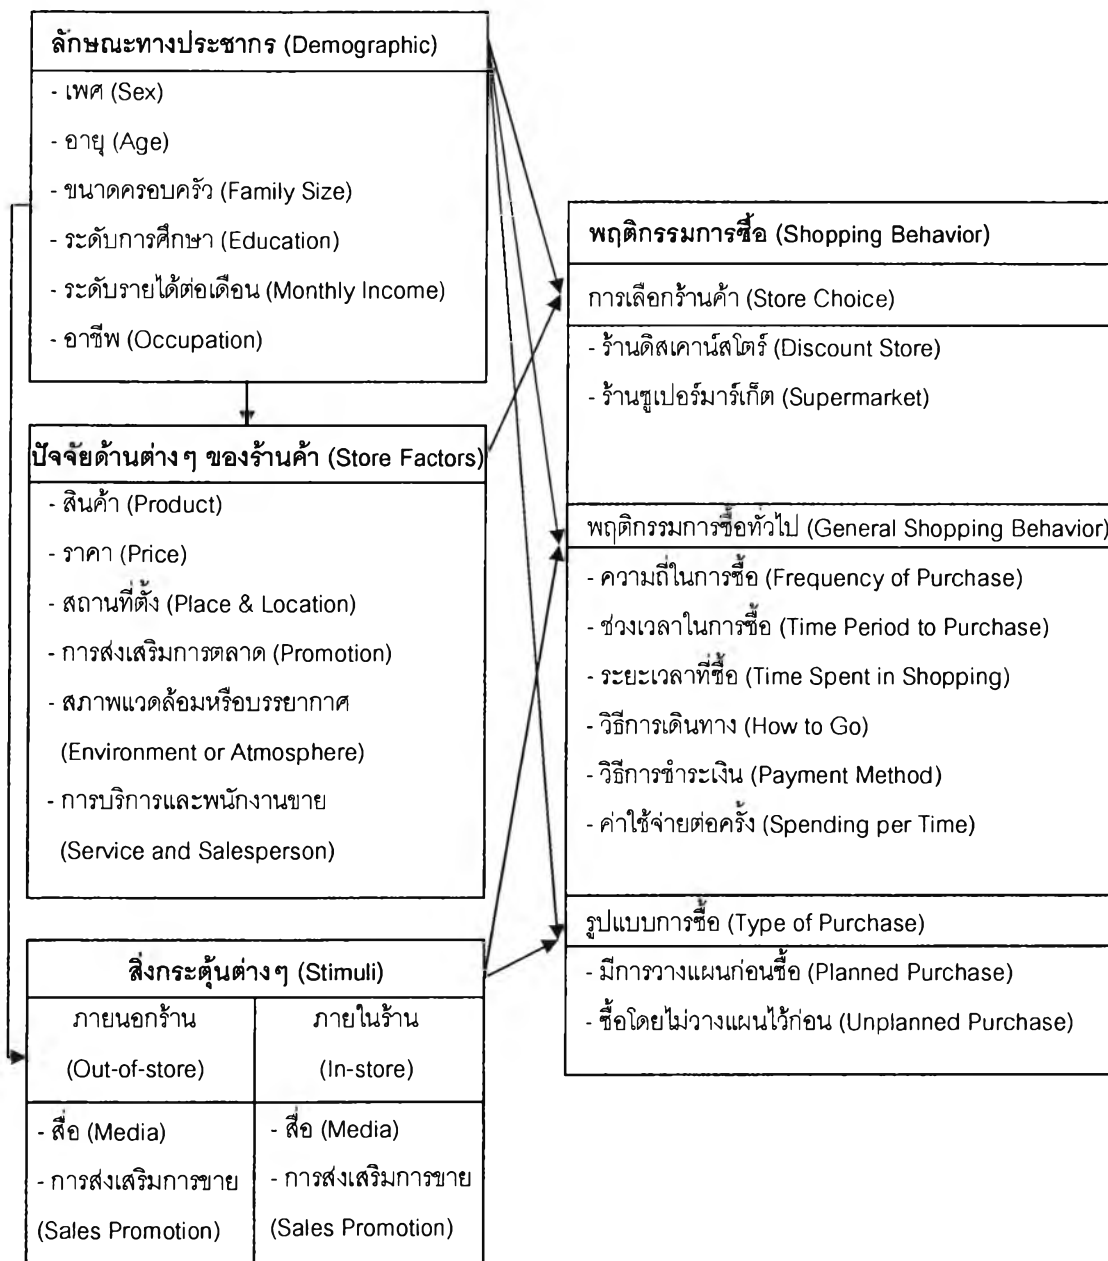 ลักษณะทางประชากร (Demographic)
- เพศ (Sex)
- อายุ (Age)
- ขนาดครอบครัว (Family Size)
- ระดับการศึกษา (Education)
- ระดับรายได้ต่อเดือน (Monthly Income)
- อาชีพ (Occupation)
ปัจจัยด้านต่างๆ ของร้านค้า (Store Factors)
- สินค้า (Product)
- ราคา (Price)
- สถานที่ตั้ง (Place & Location)
- การส่งเสริมการตลาด (Promotion)
- สภาพแวดล้อมหรือบรรยากาศ
(Environment or Atmosphere)
- การบริการและพนักงานขาย
(Service and Salesperson)
สิ่งกระตุ้นต่างๆ (Stimuli)
ภายนอกร้าน
(Out-of-store)
- สื่อ (Media)
- การส่งเสริมการขาย
(Sales Promotion)
ภายในร้าน
(In-store)
- สื่อ (Media)
- การส่งเสริมการขาย
(Sales Promotion)
พฤติกรรมการซื้อ (Shopping Behavior)
การเลือกร้านค้า (Store Choice)
- ร้านดิสเคาน์สโตร์ (Discount Store)
- ร้านซูเปอร์มาร์เก็ต (Supermarket)
พฤติกรรมการซื้อทั่วไป (General Shopping Behavior)
- ความถี่ในการซื้อ (Frequency of Purchase)
- ช่วงเวลาในการซื้อ (Time Period to Purchase)
- ระยะเวลาที่ซื้อ (Time Spent in Shopping)
- วิธีการเดินทาง (How to Go)
- วิธีการชำระเงิน (Payment Method)
- ค่าใช้จ่ายต่อครั้ง (Spending per Time)
รูปแบบการซื้อ (Type of Purchase)
- มีการวางแผนก่อนซื้อ (Planned Purchase)
- ซื้อโดยไม่วางแผนไว้ก่อน (Unplanned Purchase)